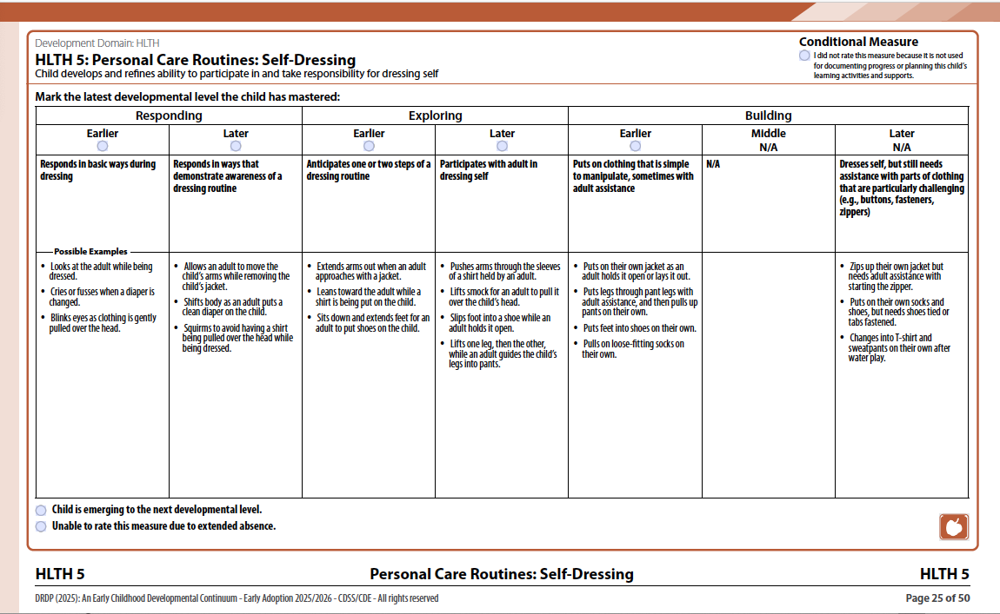 Development Domain: HLTH
HLTH 5: Personal Care Routines: Self-Dressing
Child develops and refines ability to participate in and take responsibility for dressing self
Conditional Measure
I did not rate this measure because it is not used
for documenting progress or planning this child's
learning activities and supports.
Mark the latest developmental level the child has mastered:
Responding
Exploring
Building
Earlier
Later
Earlier
Later
Earlier
Middle
N/A
Later
N/A
Responds in basic ways during
dressing
Responds in ways that
demonstrate awareness of a
dressing routine
Anticipates one or two steps of a
dressing routine
Participates with adult in
dressing self
Puts on clothing that is simple
to manipulate, sometimes with
adult assistance
N/A
Dresses self, but still needs
assistance with parts of clothing
that are particularly challenging
(e.g., buttons, fasteners,
zippers)
Possible Examples
• Looks at the adult while being
dressed.
• Cries or fusses when a diaper is
changed.
• Blinks eyes as clothing is gently
pulled over the head.
• Allows an adult to move the
child's arms while removing the
child's jacket.
• Shifts body as an adult puts a
clean diaper on the child.
• Squirms to avoid having a shirt
being pulled over the head while
being dressed.
• Extends arms out when an adult
approaches with a jacket.
• Leans toward the adult while a
shirt is being put on the child.
• Sits down and extends feet for an
adult to put shoes on the child.
• Pushes arms through the sleeves
of a shirt held by an adult.
• Lifts smock for an adult to pull it
over the child's head.
• Slips foot into a shoe while an
adult holds it open.
• Lifts one leg, then the other,
while an adult guides the child's
legs into pants.
• Puts on their own jacket as an
adult holds it open or lays it out.
• Puts legs through pant legs with
adult assistance, and then pulls up
pants on their own.
• Puts feet into shoes on their own.
• Pulls on loose-fitting socks on
their own.
• Zips up their own jacket but
needs adult assistance with
starting the zipper.
• Puts on their own socks and
shoes, but needs shoes tied or
tabs fastened.
• Changes into T-shirt and
sweatpants on their own after
water play.
Child is emerging to the next developmental level.
Unable to rate this measure due to extended absence.
HLTH 5
Personal Care Routines: Self-Dressing
HLTH 5
DRDP (2025): An Early Childhood Developmental Continuum - Early Adoption 2025/2026 - CDSS/CDE - All rights reserved
Page 25 of 50